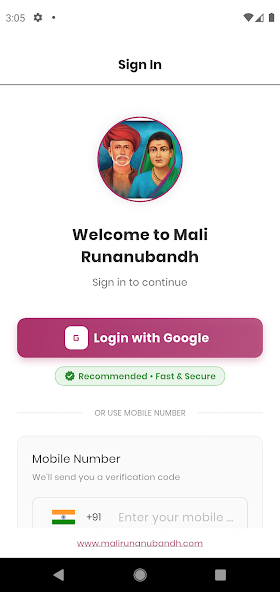 3:05
Sign In
Welcome to Mali
Runanubandh
Sign in to continue
G Login with Google
Recommended • Fast & Secure
OR USE MOBILE NUMBER
Mobile Number
We'll send you a verification code
+91 Enter your mobile ...
www.malirunanubandh.com